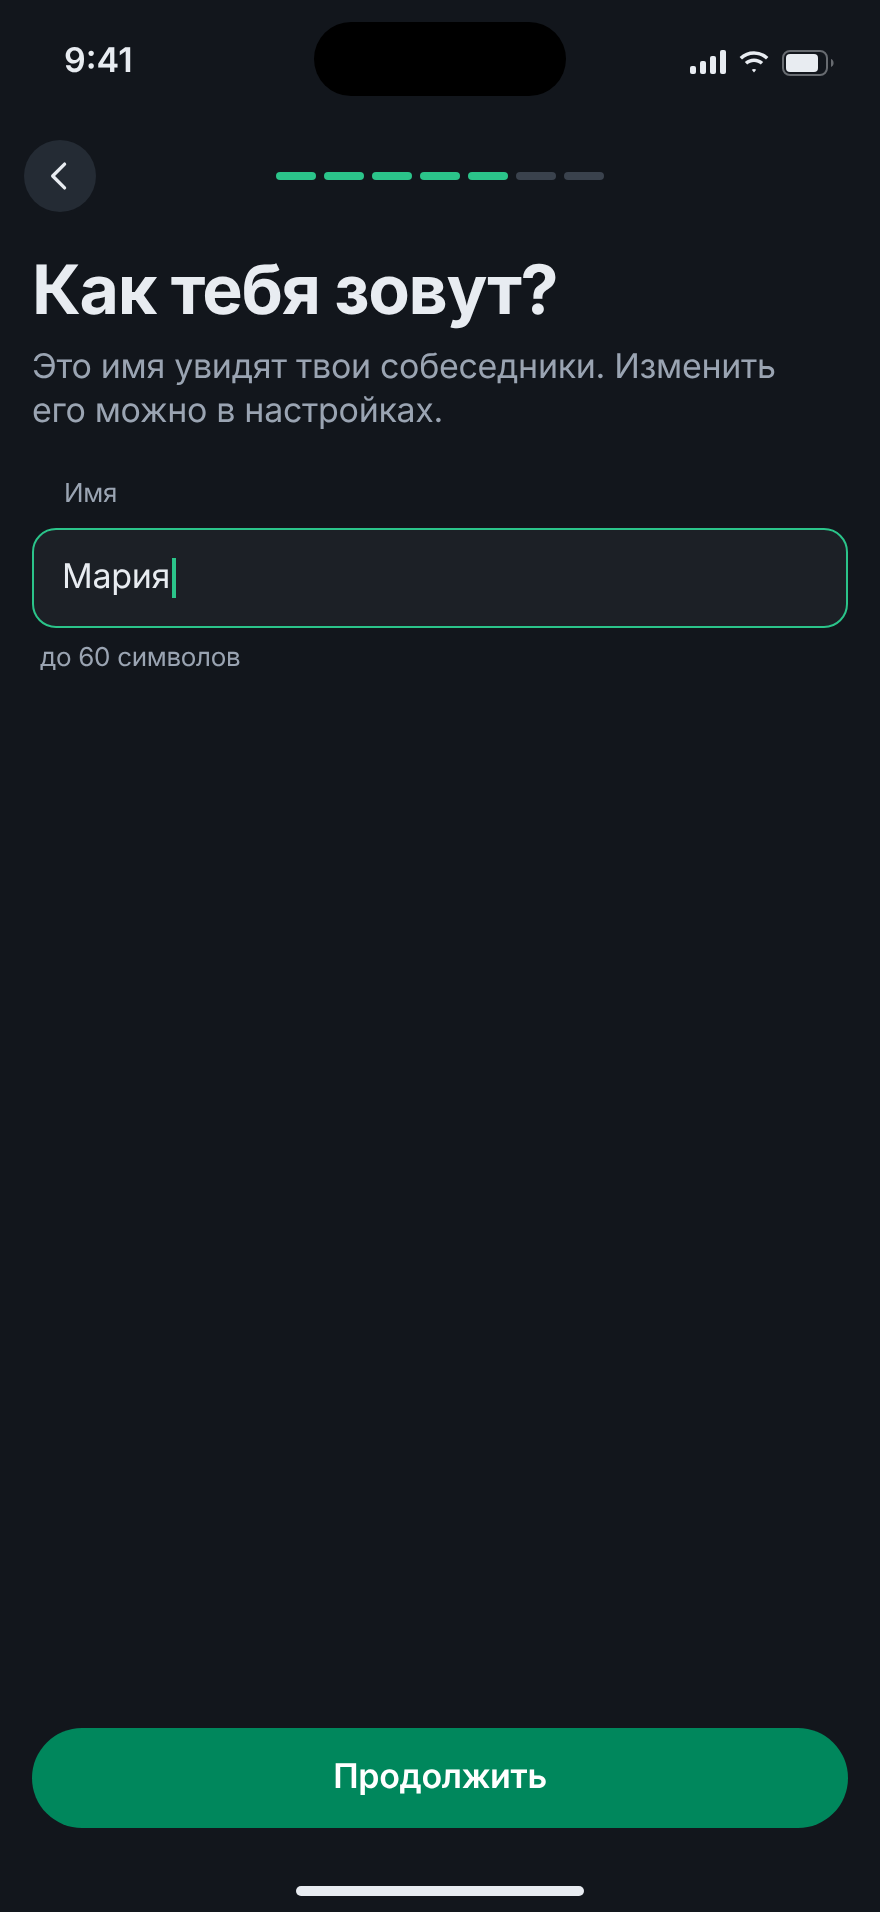 9:41
Как тебя зовут?
Это имя увидят твои собеседники. Изменить
его можно в настройках.
Имя
Мария
до 60 символов
Продолжить